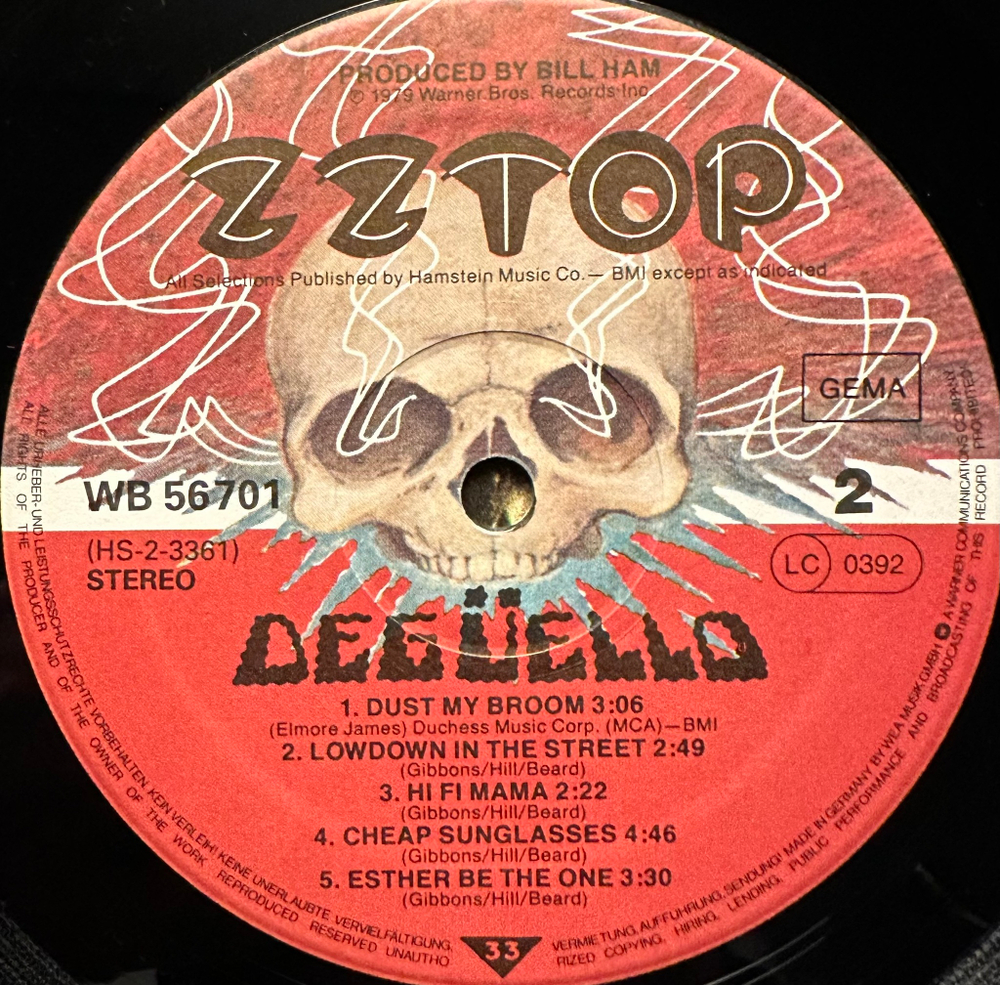 PRODUCED BY BILL HAM
℗ 1979 Warner Bros. Records Inc.
ZZ TOP
All Selections Published by Hamstein Music Co.— BMI except as indicated
GEMA
WB 56701
2
(HS-2-3361)
STEREO
LC 0392
DEGÜELLO
1. DUST MY BROOM 3:06
(Elmore James) Duchess Music Corp. (MCA)—BMI
2. LOWDOWN IN THE STREET 2:49
(Gibbons/Hill/Beard)
3. HI FI MAMA 2:22
(Gibbons/Hill/Beard)
4. CHEAP SUNGLASSES 4:46
(Gibbons/Hill/Beard)
5. ESTHER BE THE ONE 3:30
(Gibbons/Hill/Beard)
33
ALLE URHEBER- UND LEISTUNGSSCHUTZRECHTE VORBEHALTEN. KEIN VERLEIH! KEINE UNERLAUBTE VERVIELFÄLTIGUNG,
VERMIETUNG, AUFFÜHRUNG, SENDUNG! MADE IN GERMANY BY WEA MUSIK GMBH A WARNER COMMUNICATIONS COMPANY
ALL RIGHTS OF THE PRODUCER AND OF THE OWNER OF THE WORK REPRODUCED RESERVED UNAUTHO
RIZED COPYING, HIRING, LENDING, PUBLIC PERFORMANCE AND BROADCASTING OF THIS RECORD PROHIBITED